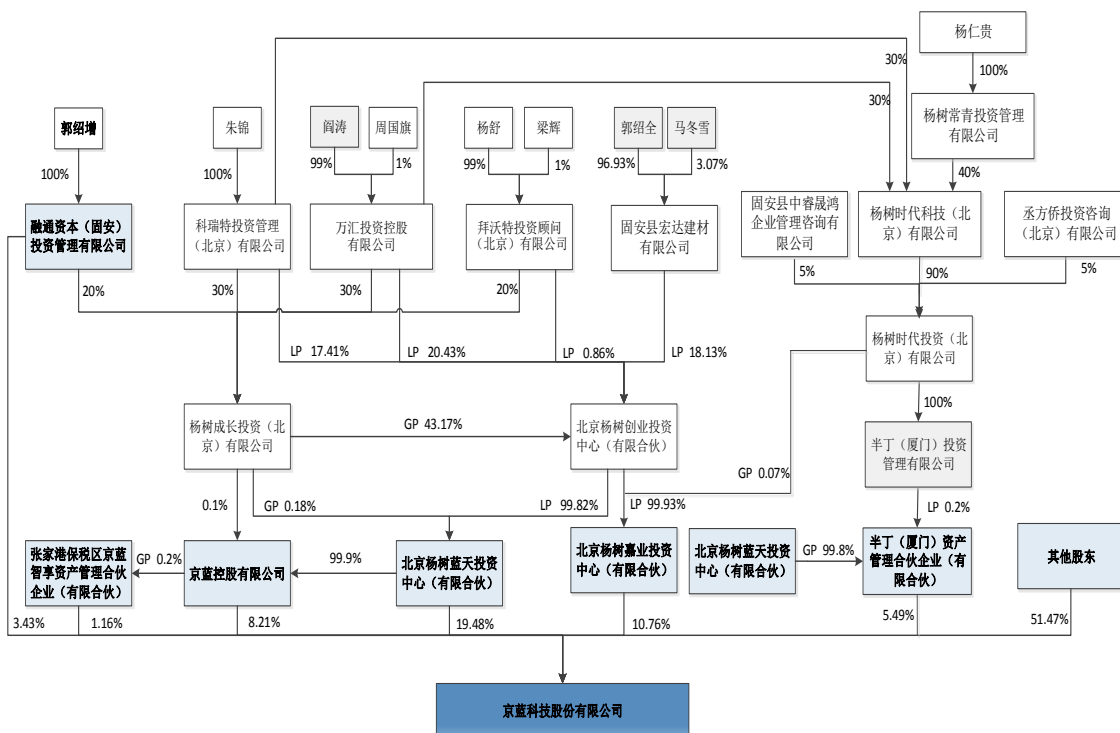 杨仁贵
30%
100%
30%
郭绍增
朱锦
阎涛
周国旗
杨舒
梁辉
郭绍全
马冬雪
杨树常青投资管理
有限公司
100%
100%
99%
1%
99%
1%
96.93%
3.07%
40%
融通资本（固安）
投资管理有限公司
科瑞特投资管理
（北京）有限公司
万汇投资控股
有限公司
拜沃特投资顾问
（北京）有限公司
固安县宏达建材
有限公司
固安县中睿晟鸿
企业管理咨询有
限公司
杨树时代科技（北
京）有限公司
丞方侨投资咨询
（北京）有限公司
20%
30%
30%
20%
5%
90%
5%
LP 17.41%
LP 20.43%
LP 0.86%
LP 18.13%
杨树时代投资（北
京）有限公司
100%
杨树成长投资（北
京）有限公司
GP 43.17%
北京杨树创业投资
中心（有限合伙）
GP 0.07%
半丁（厦门）投资
管理有限公司
0.1%
GP 0.18%
LP 99.82%
LP 99.93%
LP 0.2%
张家港保税区京蓝
智享资产管理合伙
企业（有限合伙）
GP 0.2%
京蓝控股有限公司
99.9%
北京杨树蓝天投资
中心（有限合伙）
北京杨树嘉业投资
中心（有限合伙）
北京杨树蓝天投资
中心（有限合伙）
GP 99.8%
半丁（厦门）资产
管理合伙企业（有
限合伙）
其他股东
3.43%
1.16%
8.21%
19.48%
10.76%
5.49%
51.47%
京蓝科技股份有限公司